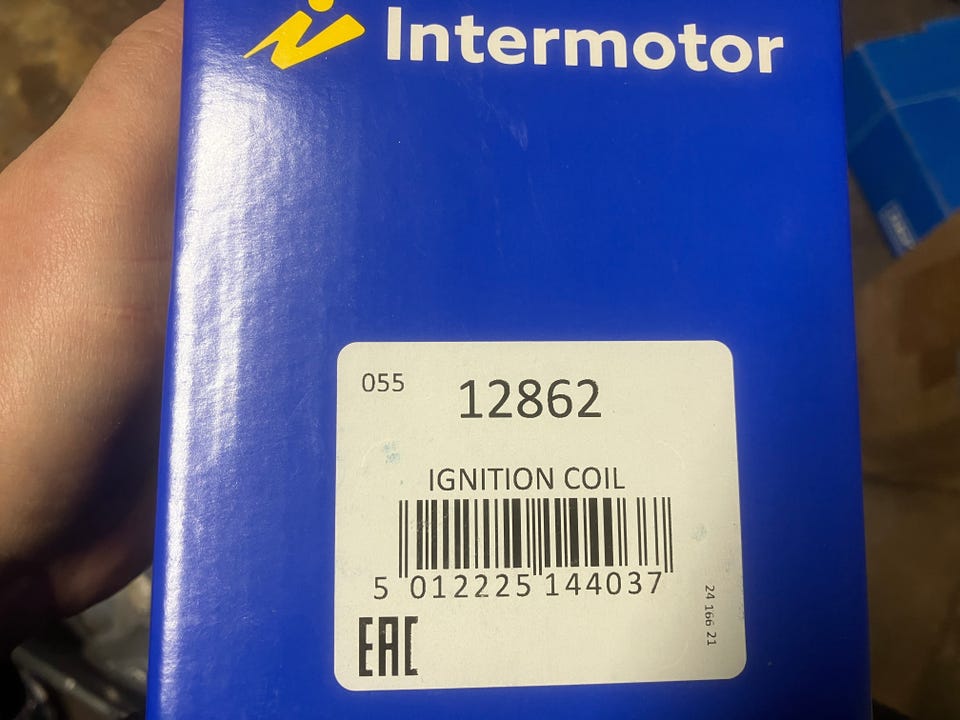 Intermotor
055
12862
IGNITION COIL
5 012225 144037
24 166 21
EAC